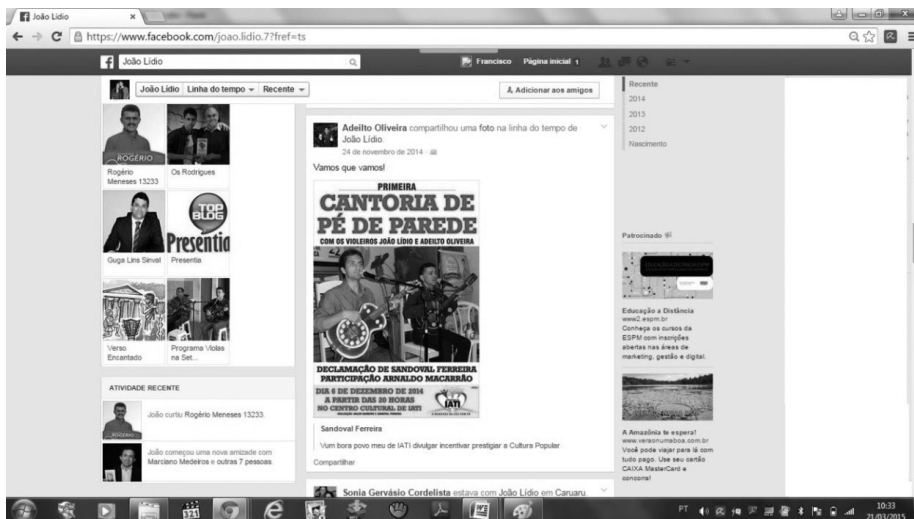 João Lídio
https://www.facebook.com/joao.lidio.7?fref=ts
João Lídio
Francisco Página inicial 1
João Lídio Linha do tempo Recente
Adicionar aos amigos
ROGÉRIO
Rogério Meneses 13233
Os Rodrigues
Guga Lins Sinval
TOP BLOG
Presentia
Presentia
Verso Encantado
Programa Violas na Set...
ATIVIDADE RECENTE
João curtiu Rogério Meneses 13233.
João começou uma nova amizade com
Marciano Medeiros e outras 7 pessoas.
Adeilto Oliveira compartilhou uma foto na linha do tempo de
João Lídio.
24 de novembro de 2014
Vamos que vamos!
PRIMEIRA
CANTORIA DE
PÉ DE PAREDE
COM OS VIOLEIROS JOÃO LÍDIO E ADEILTO OLIVEIRA
DECLAMAÇÃO DE SANDOVAL FERREIRA
PARTICIPAÇÃO ARNALDO MACARRÃO
DIA 6 DE DEZEMBRO DE 2014
A PARTIR DAS 20 HORAS
NO CENTRO CULTURAL DE IATI
IATI
Sandoval Ferreira
Vum bora povo meu de IATI divulgar incentivar prestigiar a Cultura Popular
Compartilhar
Sonia Gervásio Cordelista estava com João Lídio em Caruaru.
Recente
2014
2013
2012
Nascimento
Patrocinado
Educação a Distância
www2.espm.br
Conheça os cursos da
ESPM com inscrições
abertas nas áreas de
marketing, gestão e digital.
A Amazônia te espera!
www.veraonumaboa.com.br
Você pode viajar para lá com
tudo pago. Use seu cartão
CAIXA MasterCard e
concorra!
PT
10:33
21/03/2015